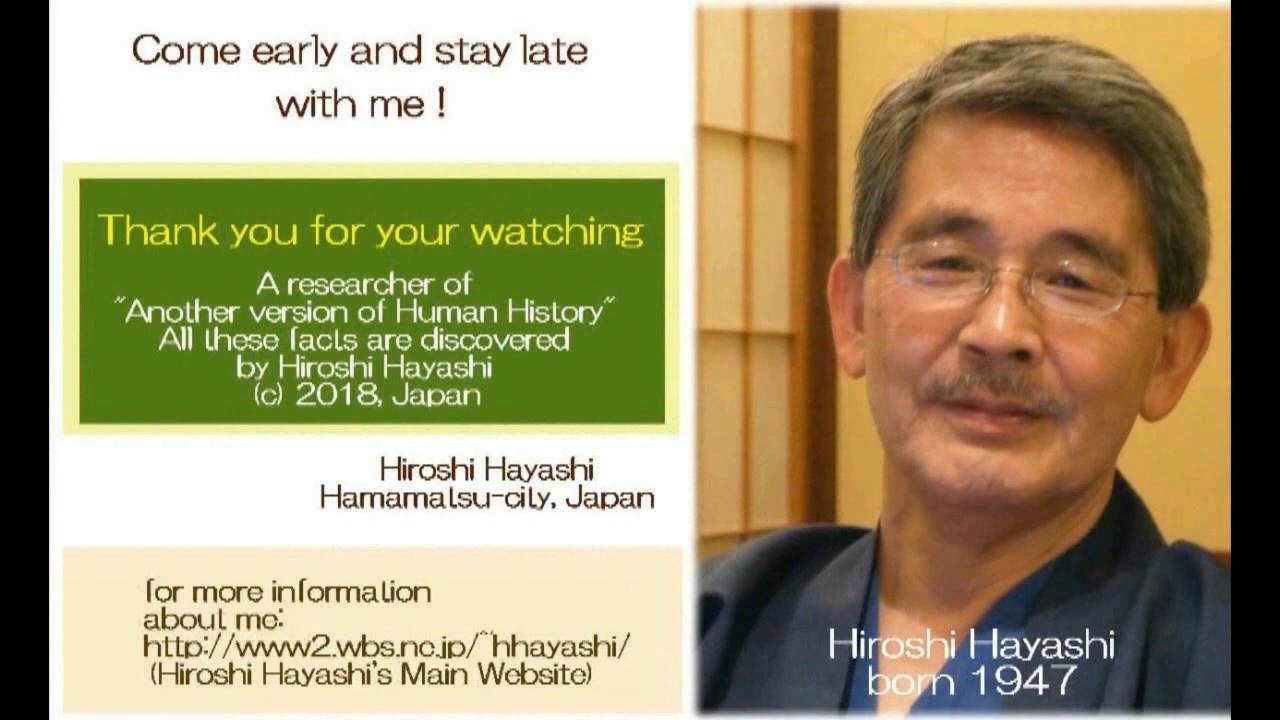 Come early and stay late
with me !
Thank you for your watching
A researcher of
"Another version of Human History"
All these facts are discovered
by Hiroshi Hayashi
(c) 2018, Japan
Hiroshi Hayashi
Hamamatsu-city, Japan
for more information
about me:
http://www2.wbs.ne.jp/~hhayashi/
(Hiroshi Hayashi's Main Website)
Hiroshi Hayashi
born 1947